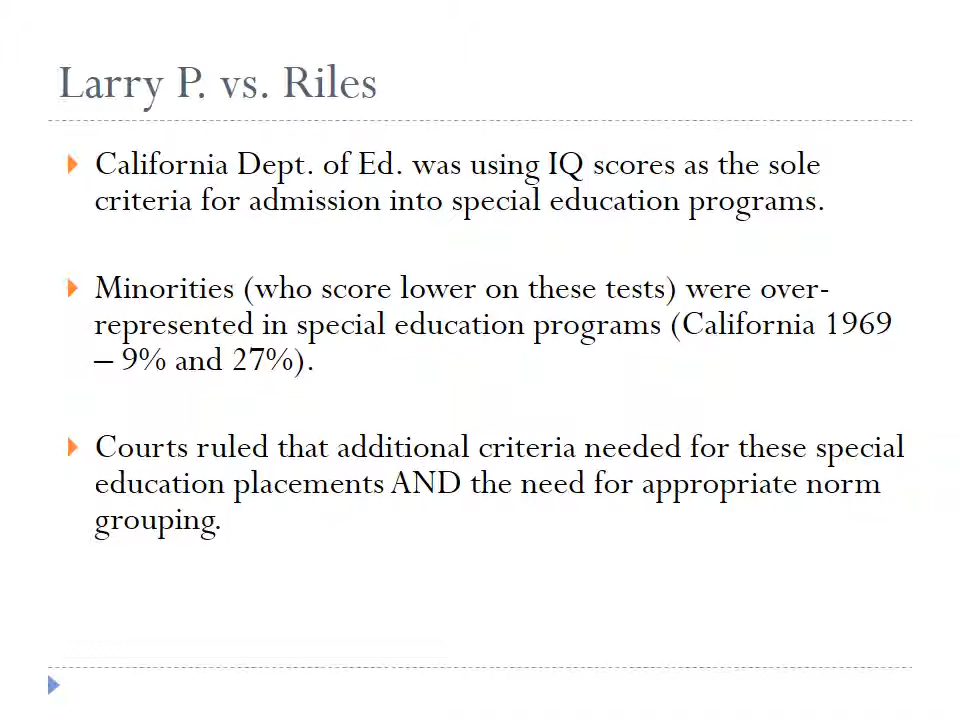 Larry P. vs. Riles
California Dept. of Ed. was using IQ scores as the sole
criteria for admission into special education programs.
Minorities (who score lower on these tests) were over-
represented in special education programs (California 1969
– 9% and 27%).
Courts ruled that additional criteria needed for these special
education placements AND the need for appropriate norm
grouping.